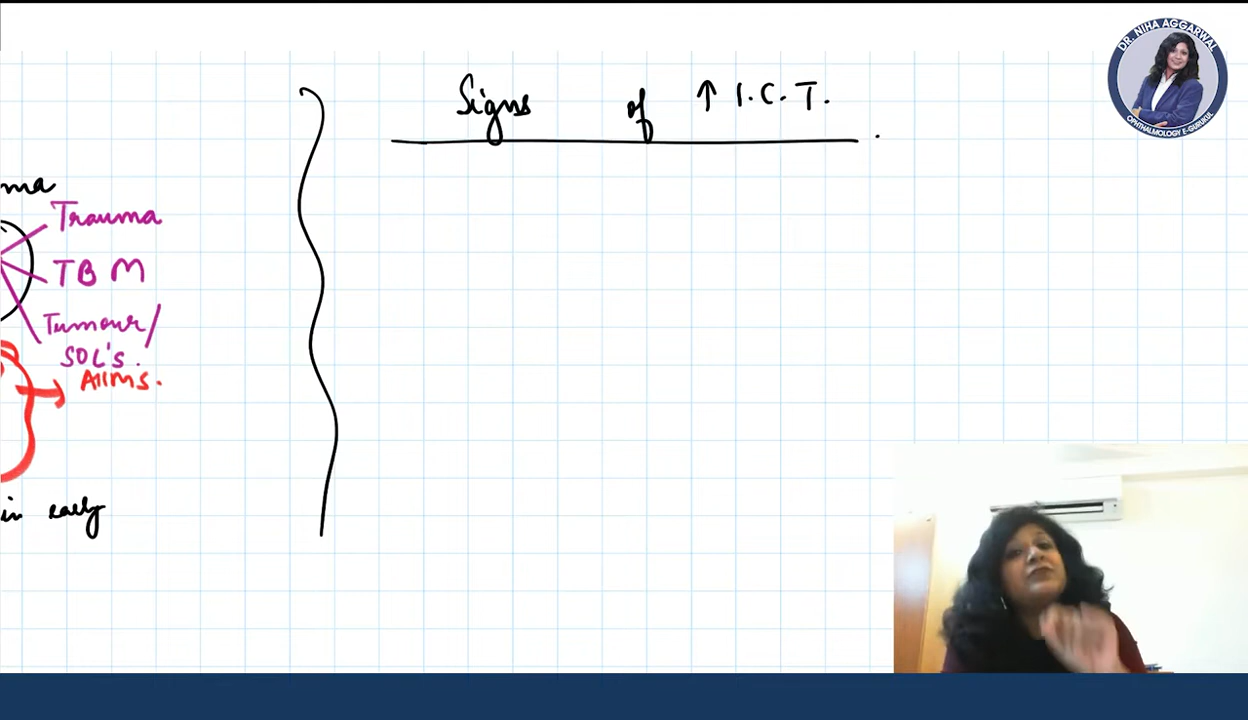 Signs of ↑ I.C.T.
ma
Trauma
TBM
Tumour/
SOL's.
AIIMS.
in early
DR. NIHA AGGARWAL
OPHTHALMOLOGY E-GURUKUL